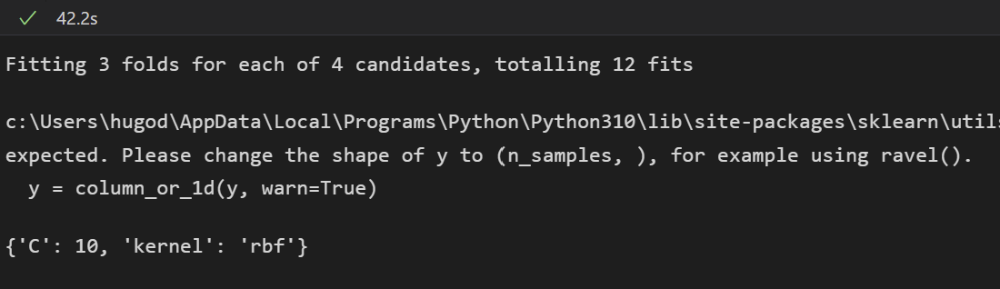 42.2s
Fitting 3 folds for each of 4 candidates, totalling 12 fits
c:\Users\hugod\AppData\Local\Programs\Python\Python310\lib\site-packages\sklearn\utils
expected. Please change the shape of y to (n_samples, ), for example using ravel().
  y = column_or_1d(y, warn=True)
{'C': 10, 'kernel': 'rbf'}